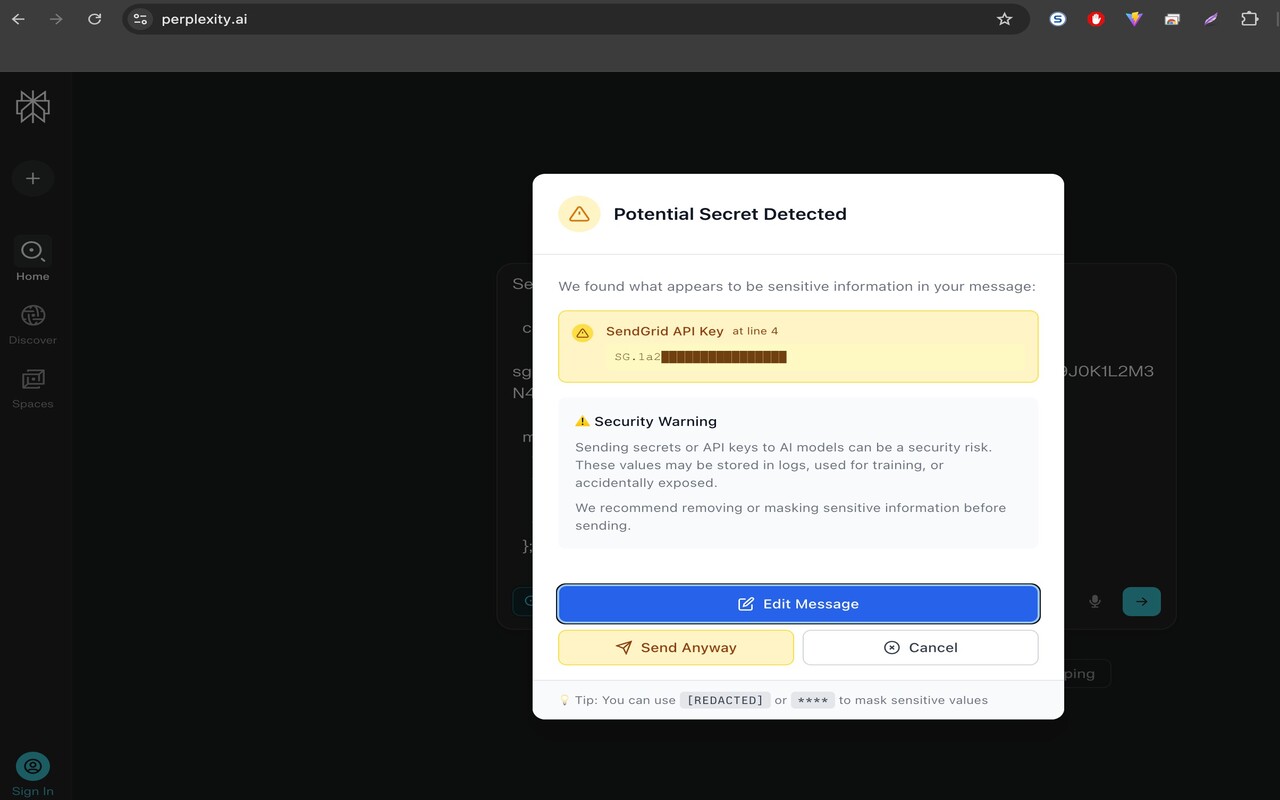 perplexity.ai
Home
Discover
Spaces
Sign In
Potential Secret Detected
We found what appears to be sensitive information in your message:
SendGrid API Key at line 4
SG.1a2
Security Warning
Sending secrets or API keys to AI models can be a security risk.
These values may be stored in logs, used for training, or
accidentally exposed.
We recommend removing or masking sensitive information before
sending.
Edit Message
Send Anyway
Cancel
Tip: You can use [REDACTED] or **** to mask sensitive values
Se
c
sg
9J0K1L2M3
N4
m
};
ping